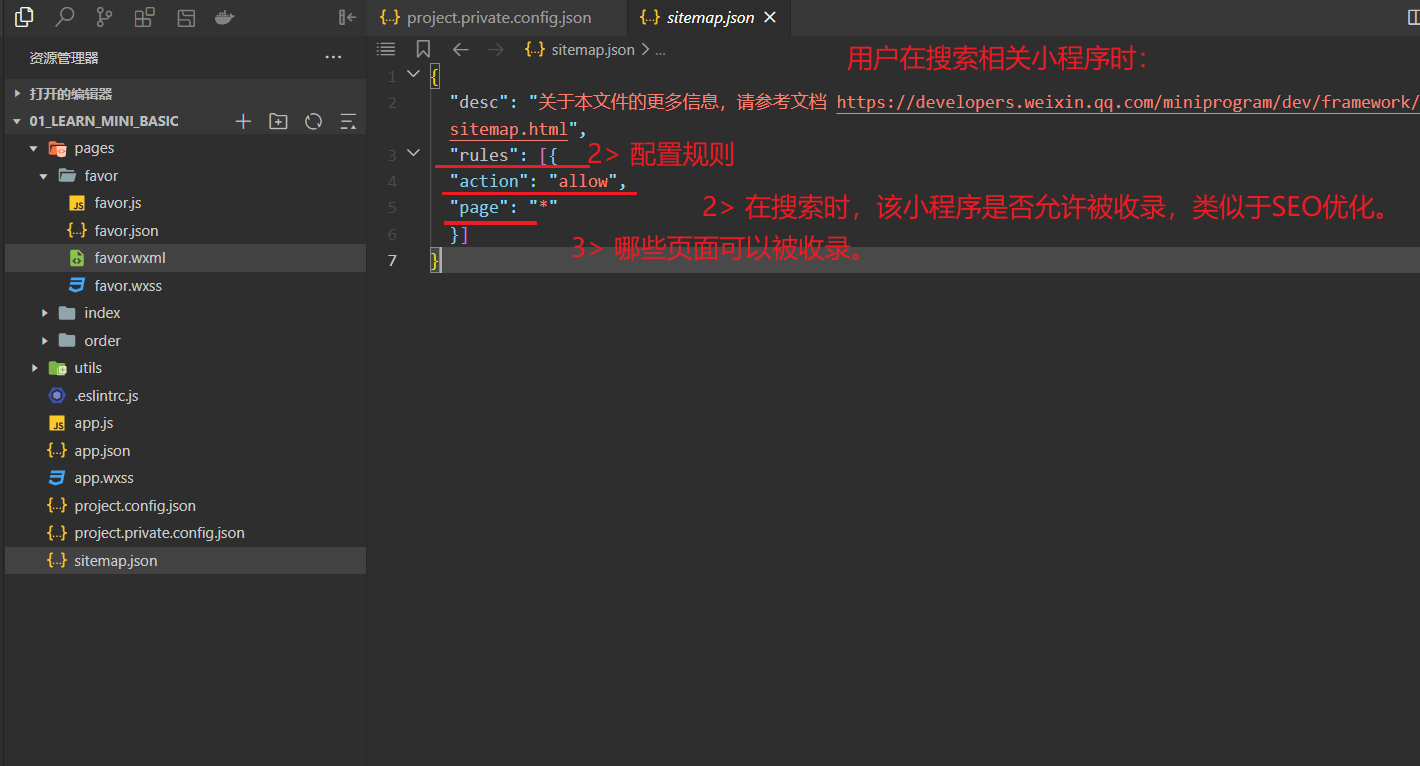 project.private.config.json
sitemap.json
资源管理器
sitemap.json > ...
用户在搜索相关小程序时：
打开的编辑器
01_LEARN_MINI_BASIC
pages
favor
favor.js
favor.json
favor.wxml
favor.wxss
index
order
utils
.eslintrc.js
app.js
app.json
app.wxss
project.config.json
project.private.config.json
sitemap.json
1 {
2 "desc": "关于本文件的更多信息，请参考文档 https://developers.weixin.qq.com/miniprogram/dev/framework/
sitemap.html",
3 "rules": [{
2> 配置规则
4 "action": "allow",
5 "page": "*"
2> 在搜索时，该小程序是否允许被收录，类似于SEO优化。
6 }]
3> 哪些页面可以被收录。
7 }